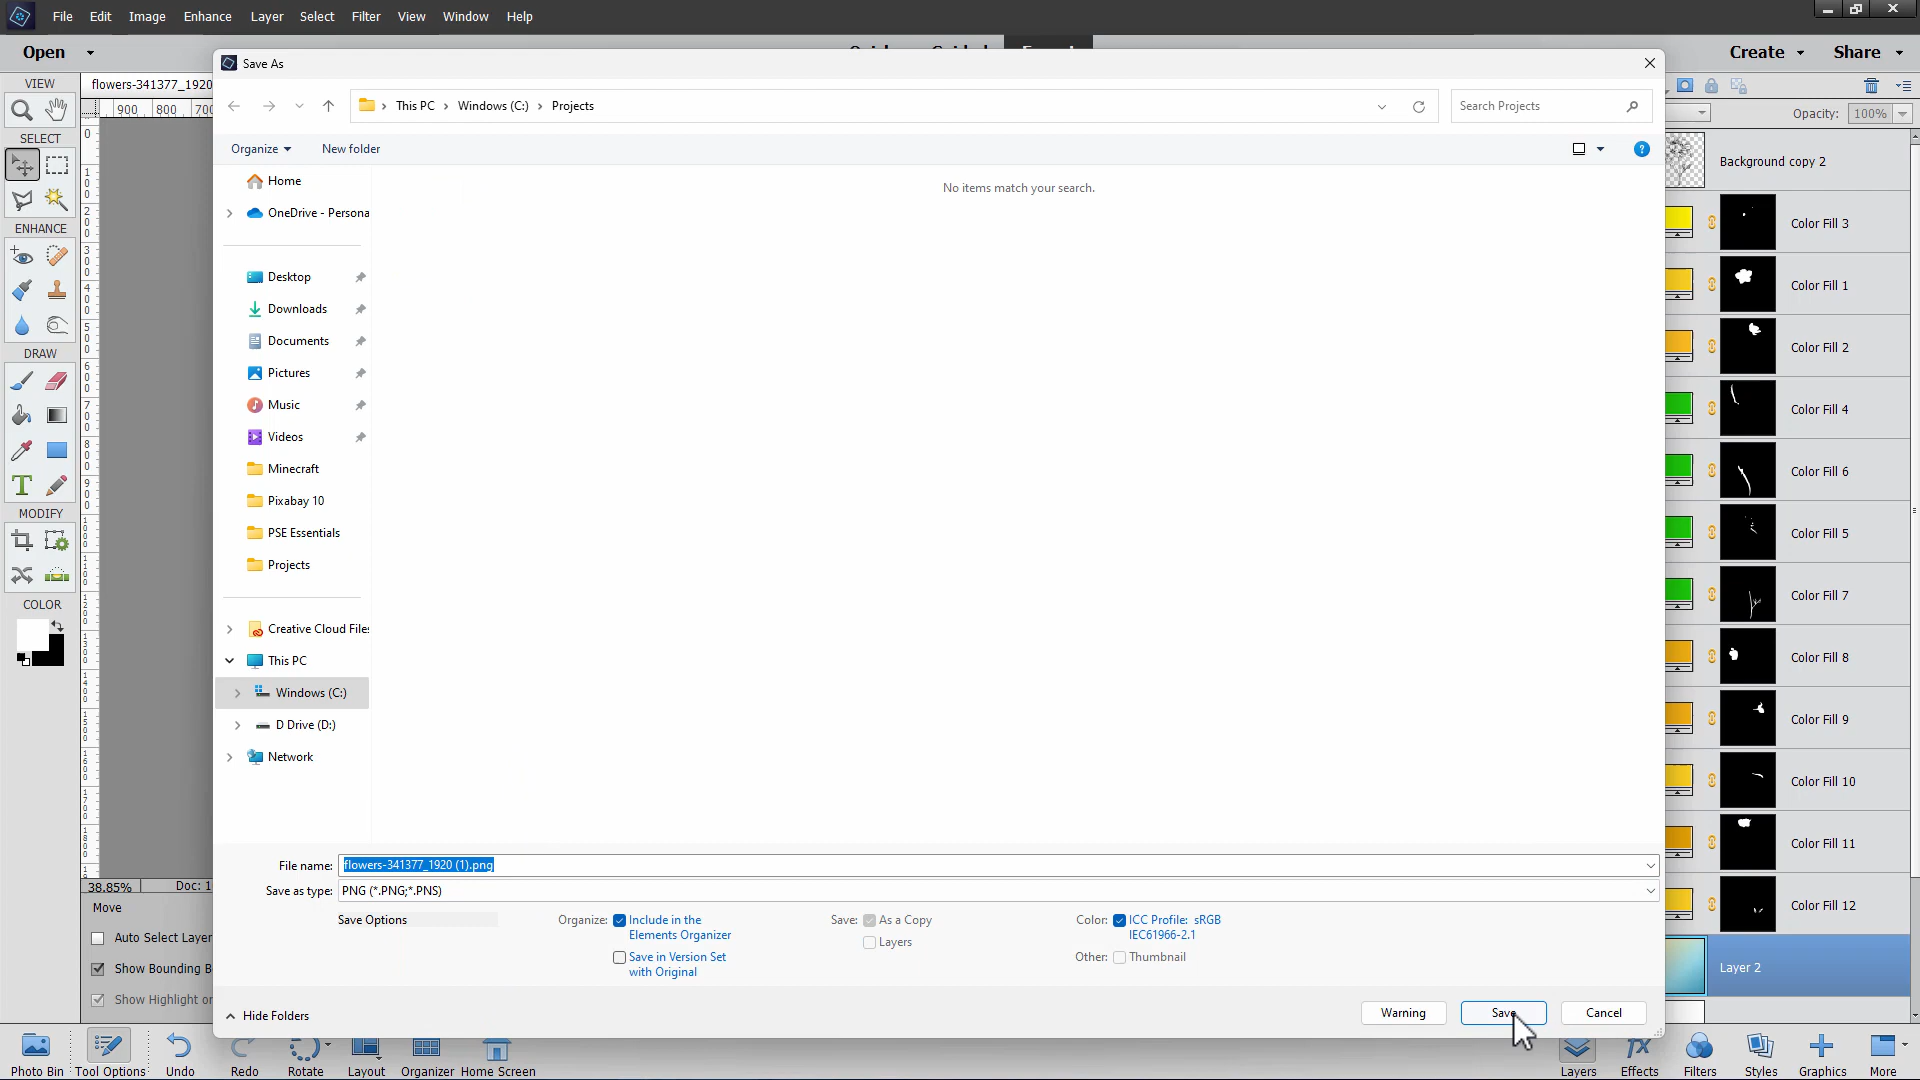 File Edit Image Enhance Layer Select Filter View Window Help
Open
Create Share
Save As
VIEW
flowers-341377_1920
900 800 700
This PC Windows (C:) Projects
Search Projects
Opacity: 100%
SELECT
Organize New folder
No items match your search.
Home
OneDrive - Persona
Desktop
Downloads
Documents
Pictures
Music
Videos
Minecraft
Pixabay 10
PSE Essentials
Projects
Creative Cloud Files
This PC
Windows (C:)
D Drive (D:)
Network
ENHANCE
DRAW
MODIFY
COLOR
Background copy 2
Color Fill 3
Color Fill 1
Color Fill 2
Color Fill 4
Color Fill 6
Color Fill 5
Color Fill 7
Color Fill 8
Color Fill 9
Color Fill 10
Color Fill 11
Color Fill 12
Layer 2
File name: flowers-341377_1920 (1).png
Save as type: PNG (*.PNG;*.PNS)
38.85% Doc: 1
Move
Auto Select Layer
Show Bounding B
Show Highlight or
Save Options
Organize: Include in the
Elements Organizer
Save in Version Set
with Original
Save: As a Copy
Layers
Color: ICC Profile: sRGB
IEC61966-2.1
Other: Thumbnail
Hide Folders
Warning Save Cancel
Photo Bin Tool Options Undo Redo Rotate Layout Organizer Home Screen
Layers Effects Filters Styles Graphics More